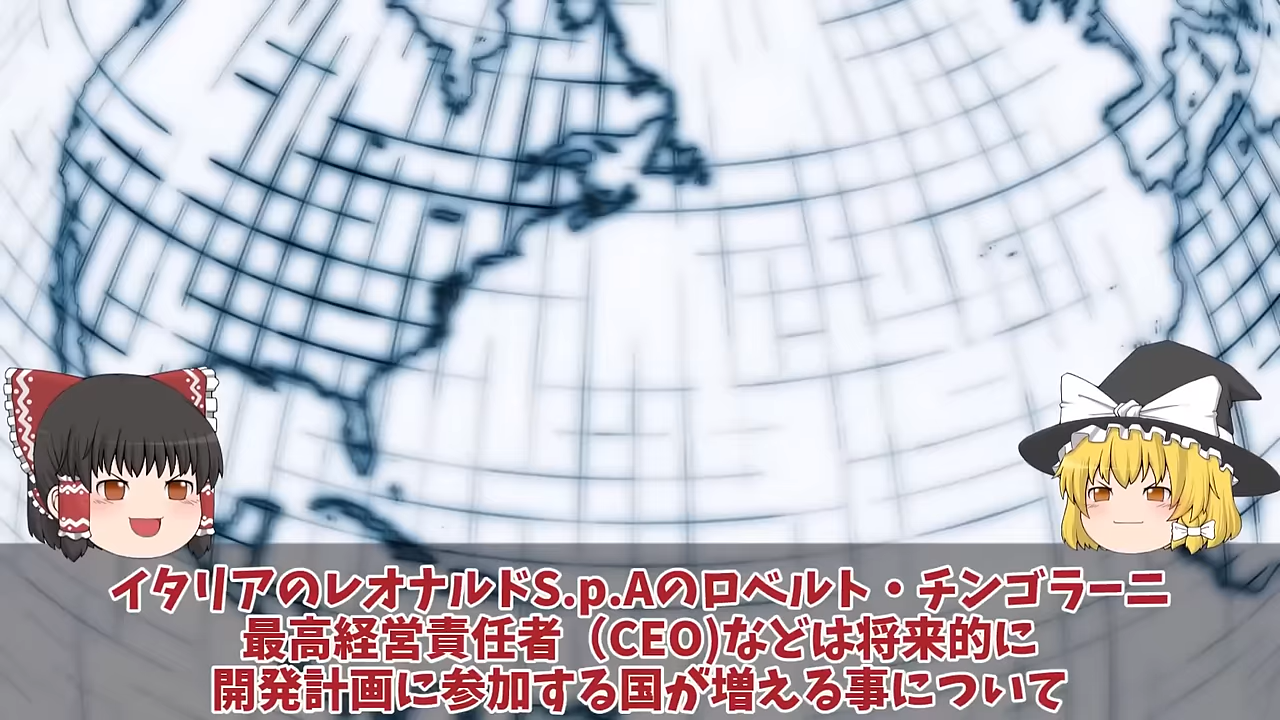 イタリアのレオナルドS.p.Aのロベルト・チンゴラーニ
最高経営責任者（CEO)などは将来的に
開発計画に参加する国が増える事について